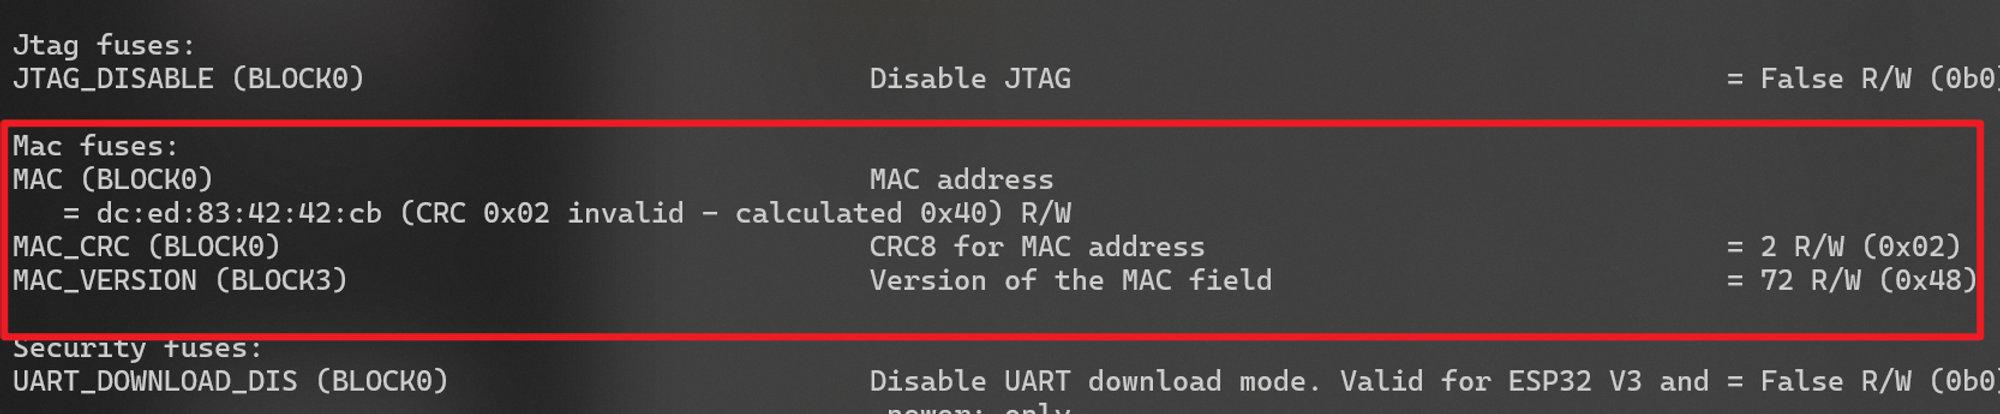 Jtag fuses:
JTAG_DISABLE (BLOCK0) Disable JTAG = False R/W (0b0)
Mac fuses:
MAC (BLOCK0) MAC address
= dc:ed:83:42:42:cb (CRC 0x02 invalid - calculated 0x40) R/W
MAC_CRC (BLOCK0) CRC8 for MAC address = 2 R/W (0x02)
MAC_VERSION (BLOCK3) Version of the MAC field = 72 R/W (0x48)
Security fuses:
UART_DOWNLOAD_DIS (BLOCK0) Disable UART download mode. Valid for ESP32 V3 and = False R/W (0b0)